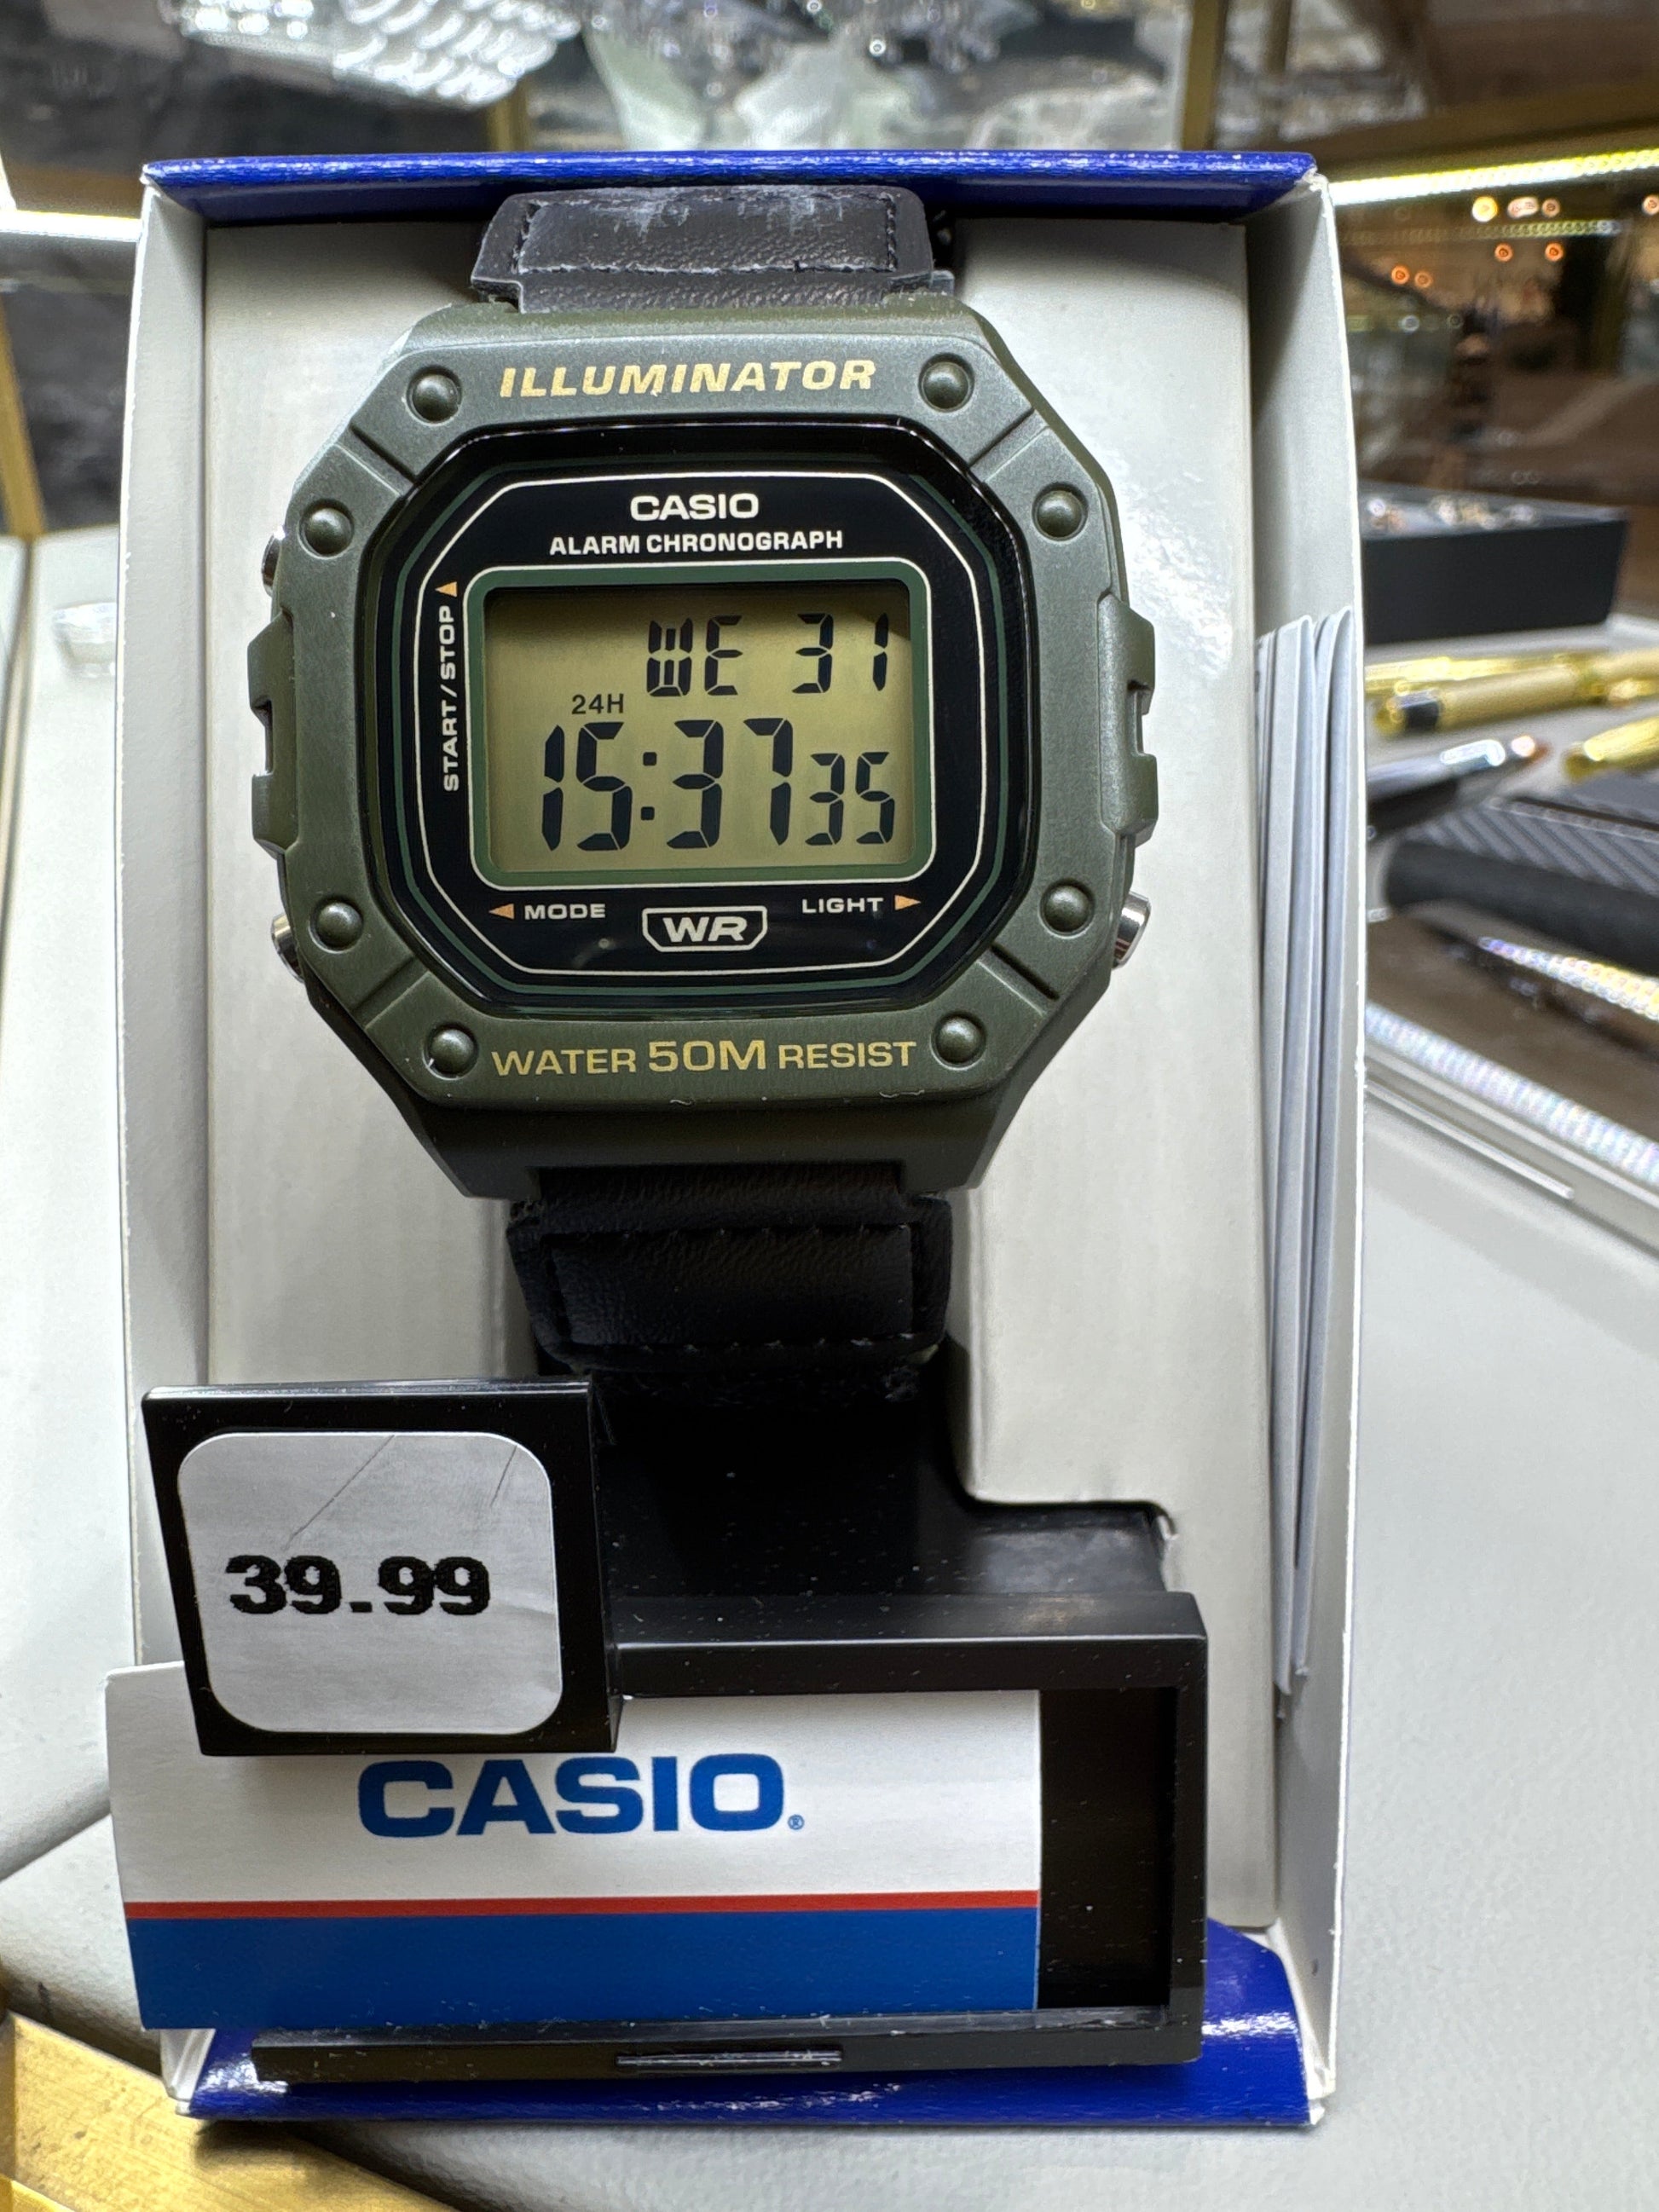 ILLUMINATOR
CASIO
ALARM CHRONOGRAPH
START/STOP
WE 31
24H
15:37 35
MODE
LIGHT
WR
WATER 50M RESIST
39.99
CASIO®